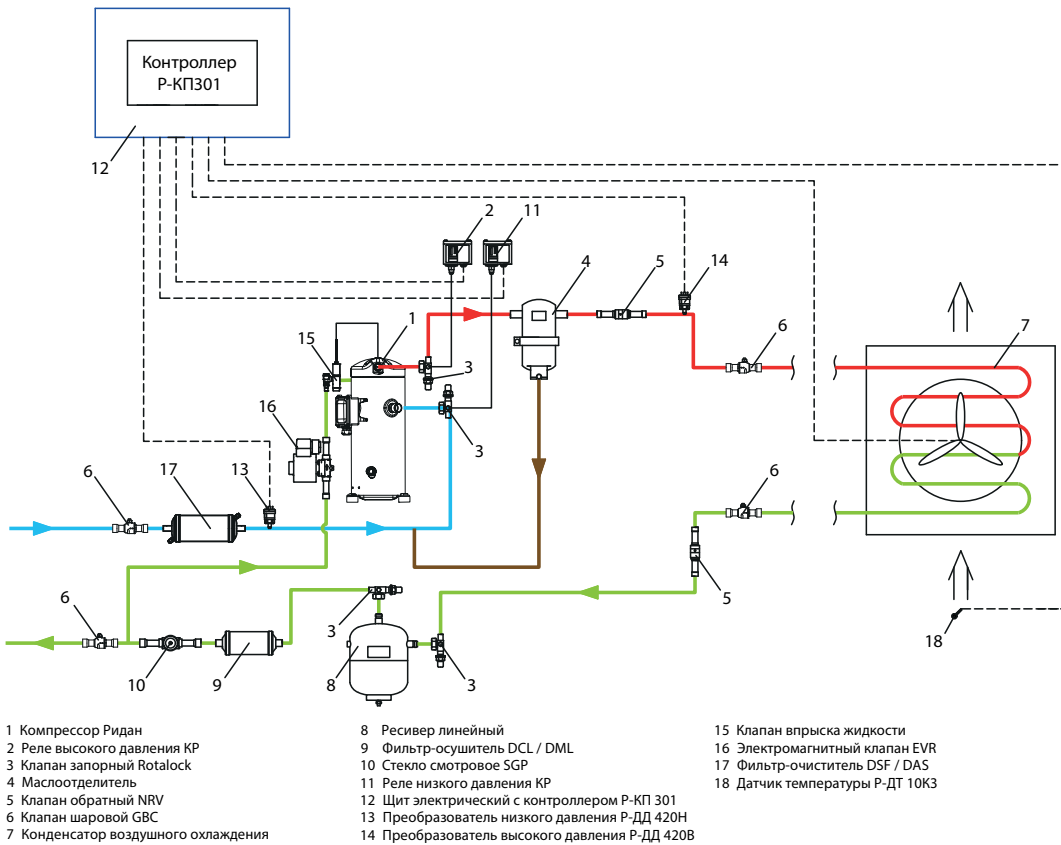 Контроллер
Р-КП301
12
2
11
4
5
14
1
6
7
15
3
16
3
6
17
13
6
5
6
3
18
10
9
8
3
1 Компрессор Ридан
2 Реле высокого давления КР
3 Клапан запорный Rotalock
4 Маслоотделитель
5 Клапан обратный NRV
6 Клапан шаровой GBC
7 Конденсатор воздушного охлаждения
8 Ресивер линейный
9 Фильтр-осушитель DCL / DML
10 Стекло смотровое SGP
11 Реле низкого давления КР
12 Щит электрический с контроллером Р-КП 301
13 Преобразователь низкого давления Р-ДД 420Н
14 Преобразователь высокого давления Р-ДД 420В
15 Клапан впрыска жидкости
16 Электромагнитный клапан EVR
17 Фильтр-очиститель DSF / DAS
18 Датчик температуры Р-ДТ 10К3